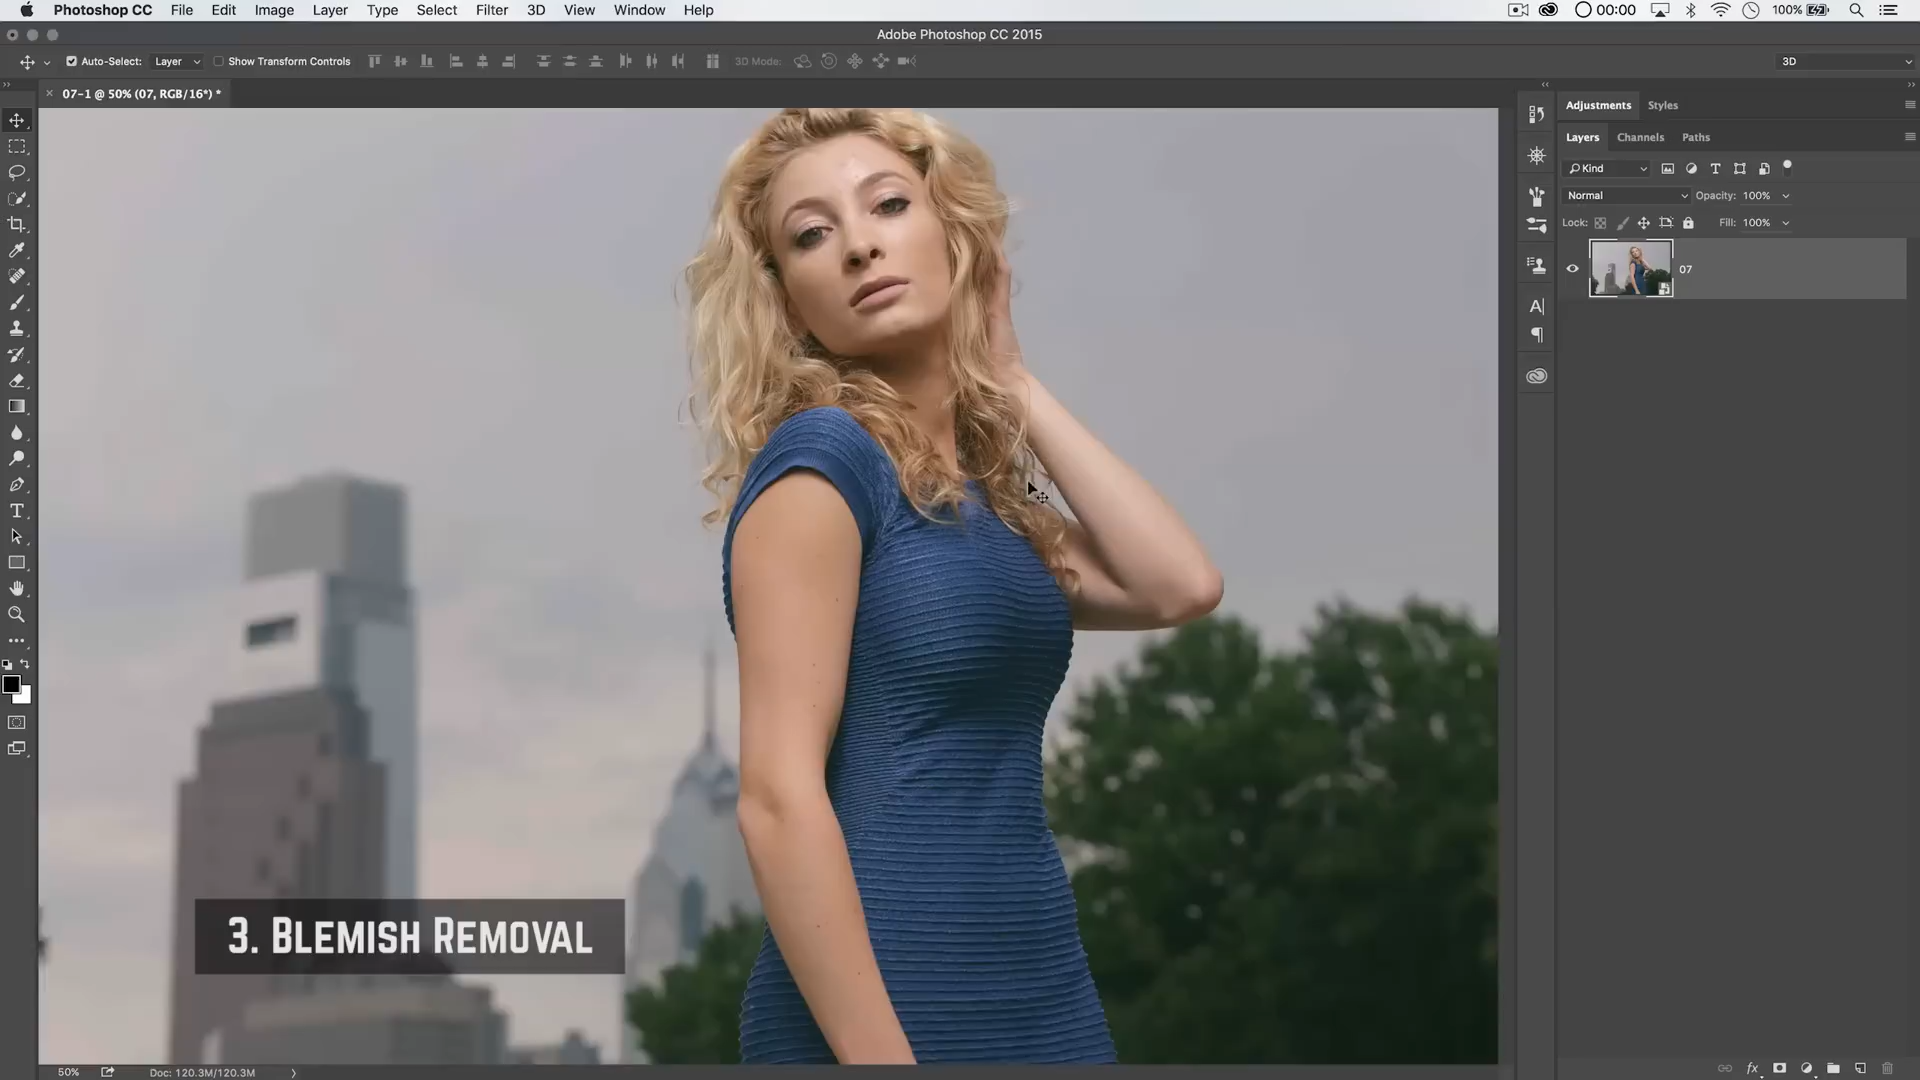 Photoshop CC File Edit Image Layer Type Select Filter 3D View Window Help 00:00 100%
Adobe Photoshop CC 2015
Auto-Select: Layer Show Transform Controls 3D Mode: 3D
07-1 @ 50% (07, RGB/16*) *
Adjustments Styles
Layers Channels Paths
Kind
Normal Opacity: 100%
Lock: Fill: 100%
07
3. Blemish Removal
50% Doc: 120.3M/120.3M